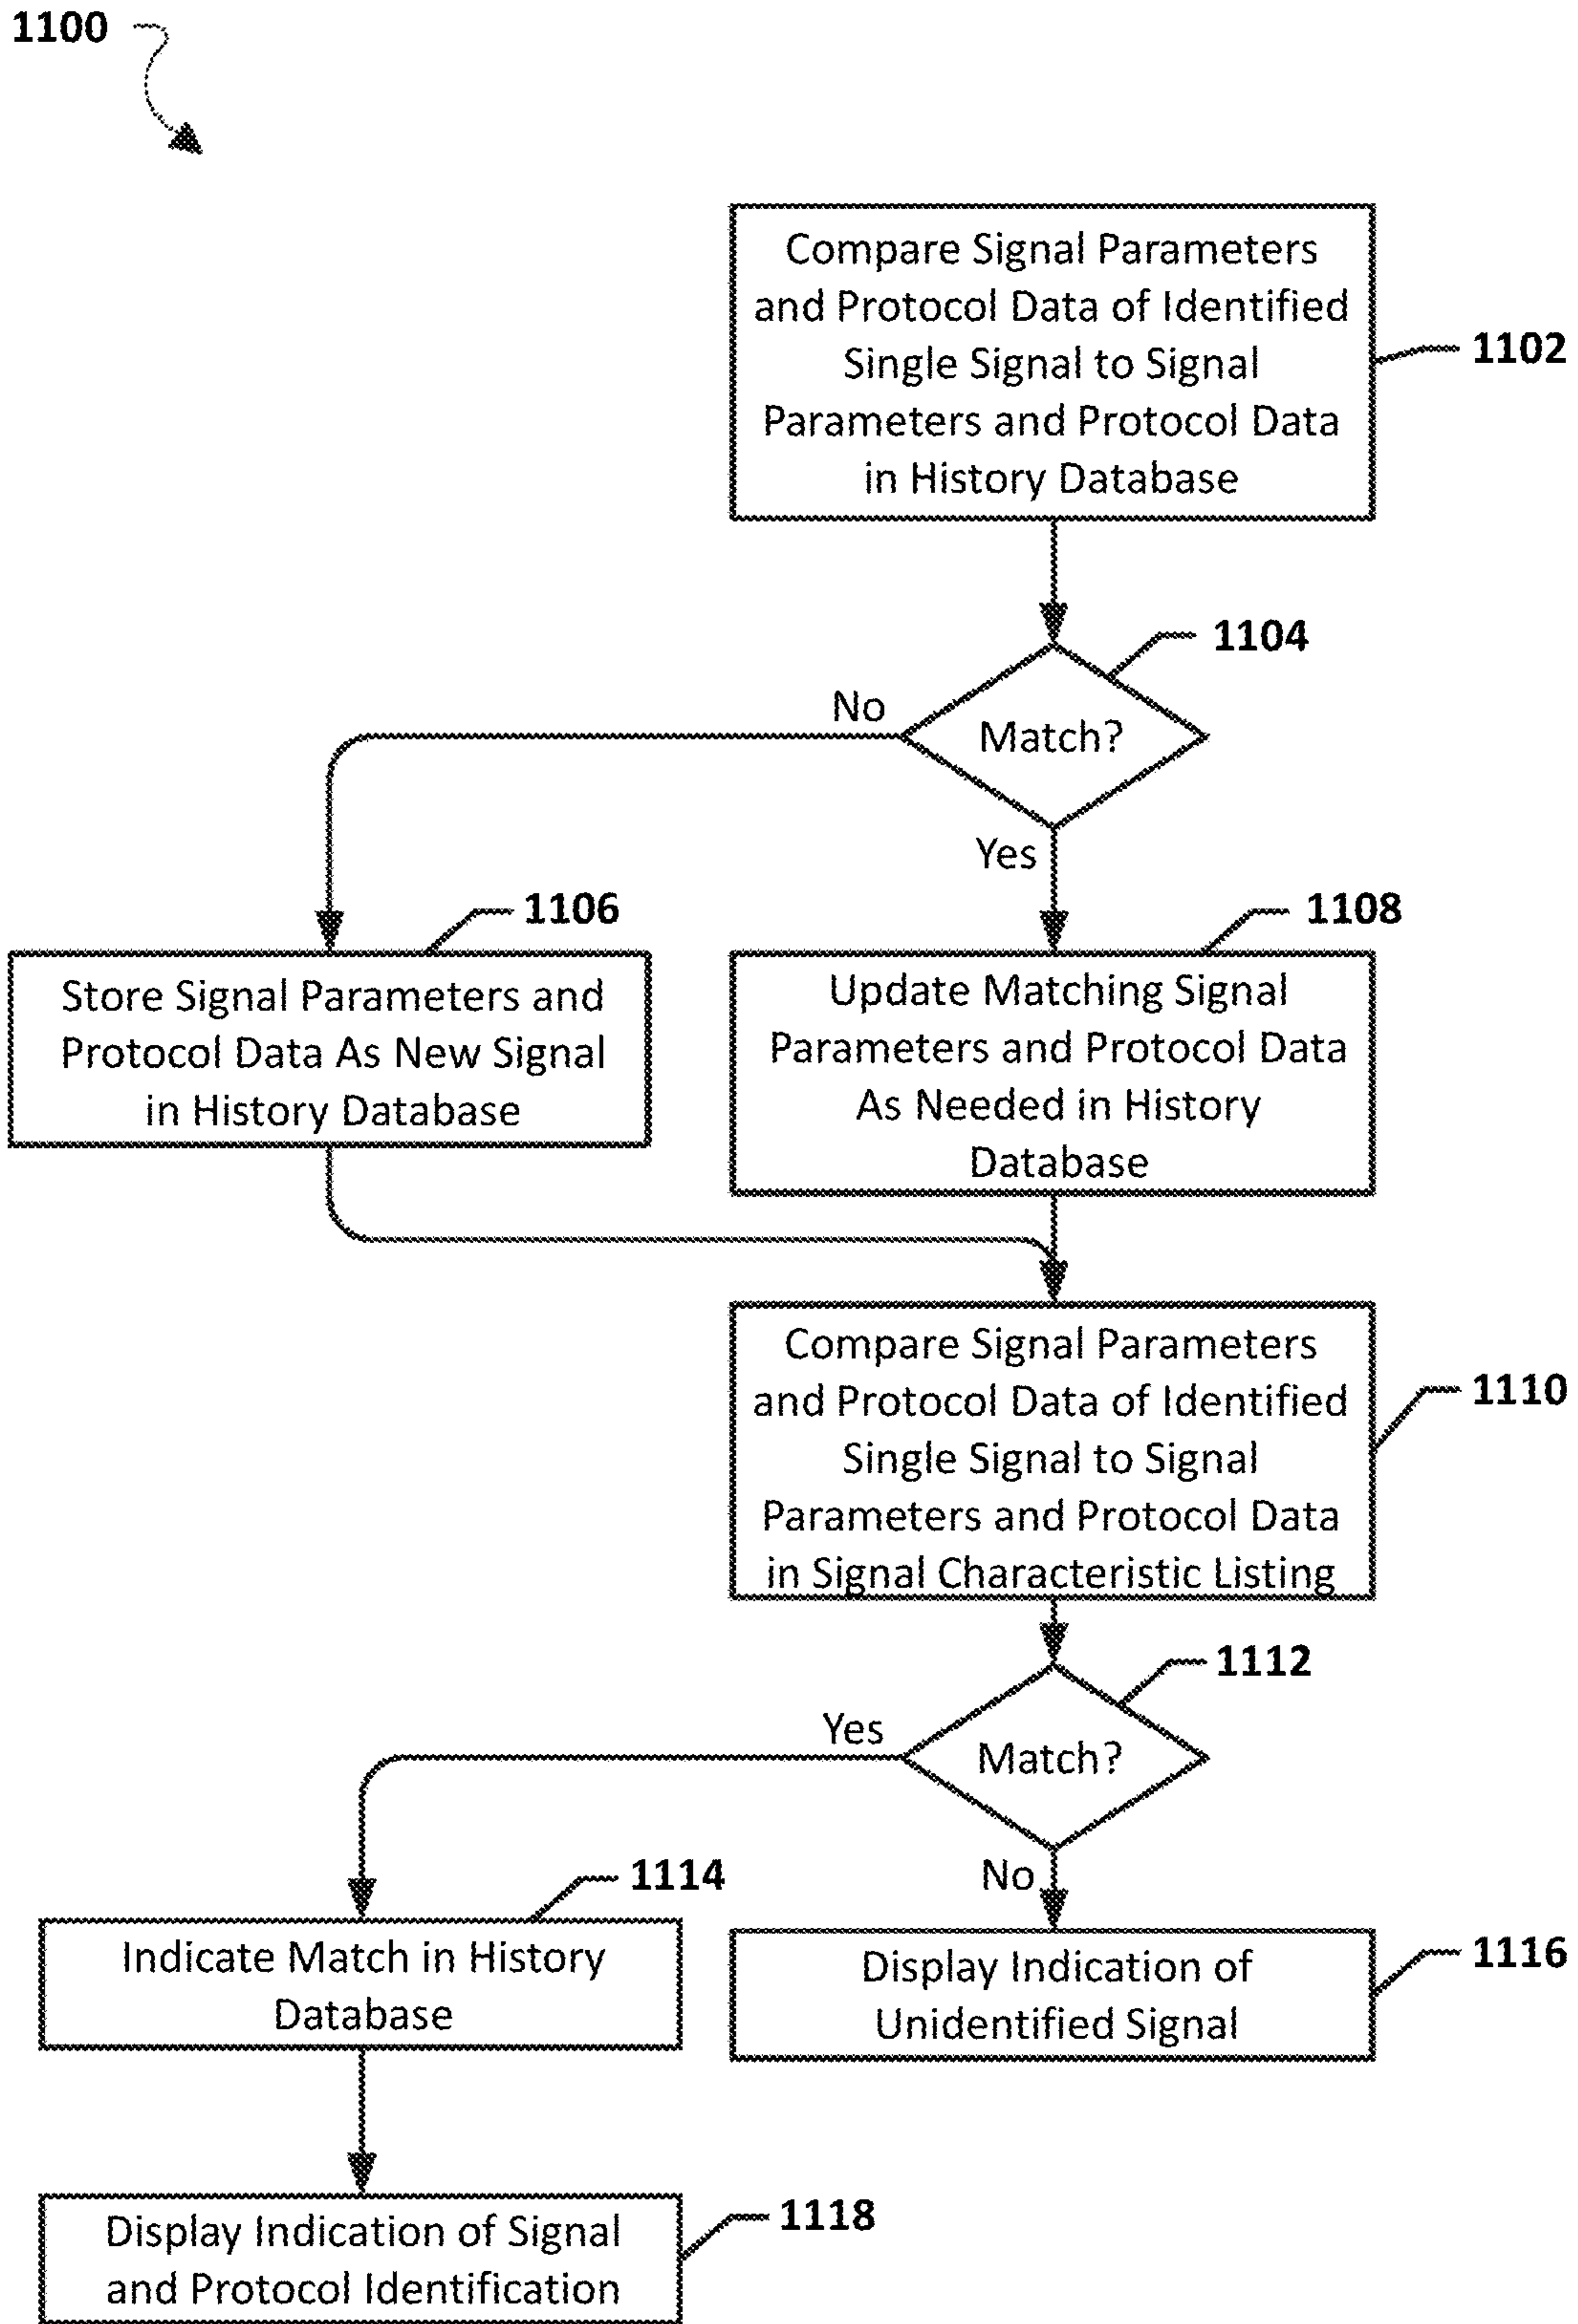 1100
Compare Signal Parameters
and Protocol Data of Identified
Single Signal to Signal
Parameters and Protocol Data
in History Database
1102
1104
Match?
No
Yes
1106
Store Signal Parameters and
Protocol Data As New Signal
in History Database
1108
Update Matching Signal
Parameters and Protocol Data
As Needed in History
Database
Compare Signal Parameters
and Protocol Data of Identified
Single Signal to Signal
Parameters and Protocol Data
in Signal Characteristic Listing
1110
1112
Match?
Yes
No
1114
Indicate Match in History
Database
Display Indication of
Unidentified Signal
1116
Display Indication of Signal
and Protocol Identification
1118